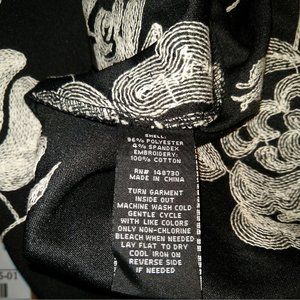 SHELL:
96% POLYESTER
4% SPANDEX
EMBROIDERY:
100% COTTON
RN# 148730
MADE IN CHINA
TURN GARMENT
INSIDE OUT
MACHINE WASH COLD
GENTLE CYCLE
WITH LIKE COLORS
ONLY NON-CHLORINE
BLEACH WHEN NEEDED
LAY FLAT TO DRY
COOL IRON ON
REVERSE SIDE
IF NEEDED